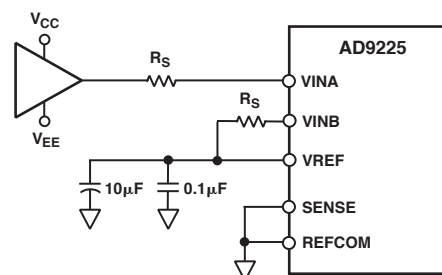 VCC
AD9225
RS
VINA
RS
VINB
VEE
VREF
10µF
0.1µF
SENSE
REFCOM